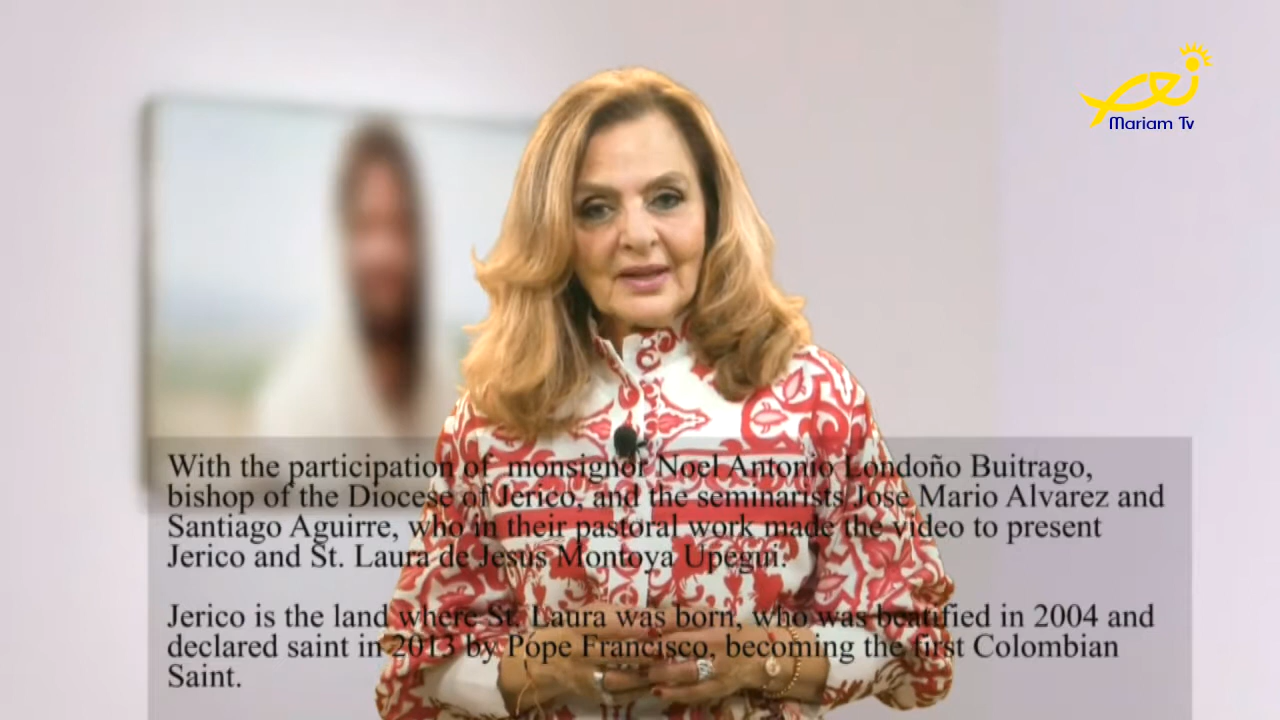 Mariam Tv
With the participation of monsignor Noel Antonio Londoño Buitrago,
bishop of the Diocese of Jerico, and the seminarists Jose Mario Alvarez and
Santiago Aguirre, who in their pastoral work made the video to present
Jerico and St. Laura de Jesus Montoya Upegui.
Jerico is the land where St. Laura was born, who was beatified in 2004 and
declared saint in 2013 by Pope Francisco, becoming the first Colombian
Saint.